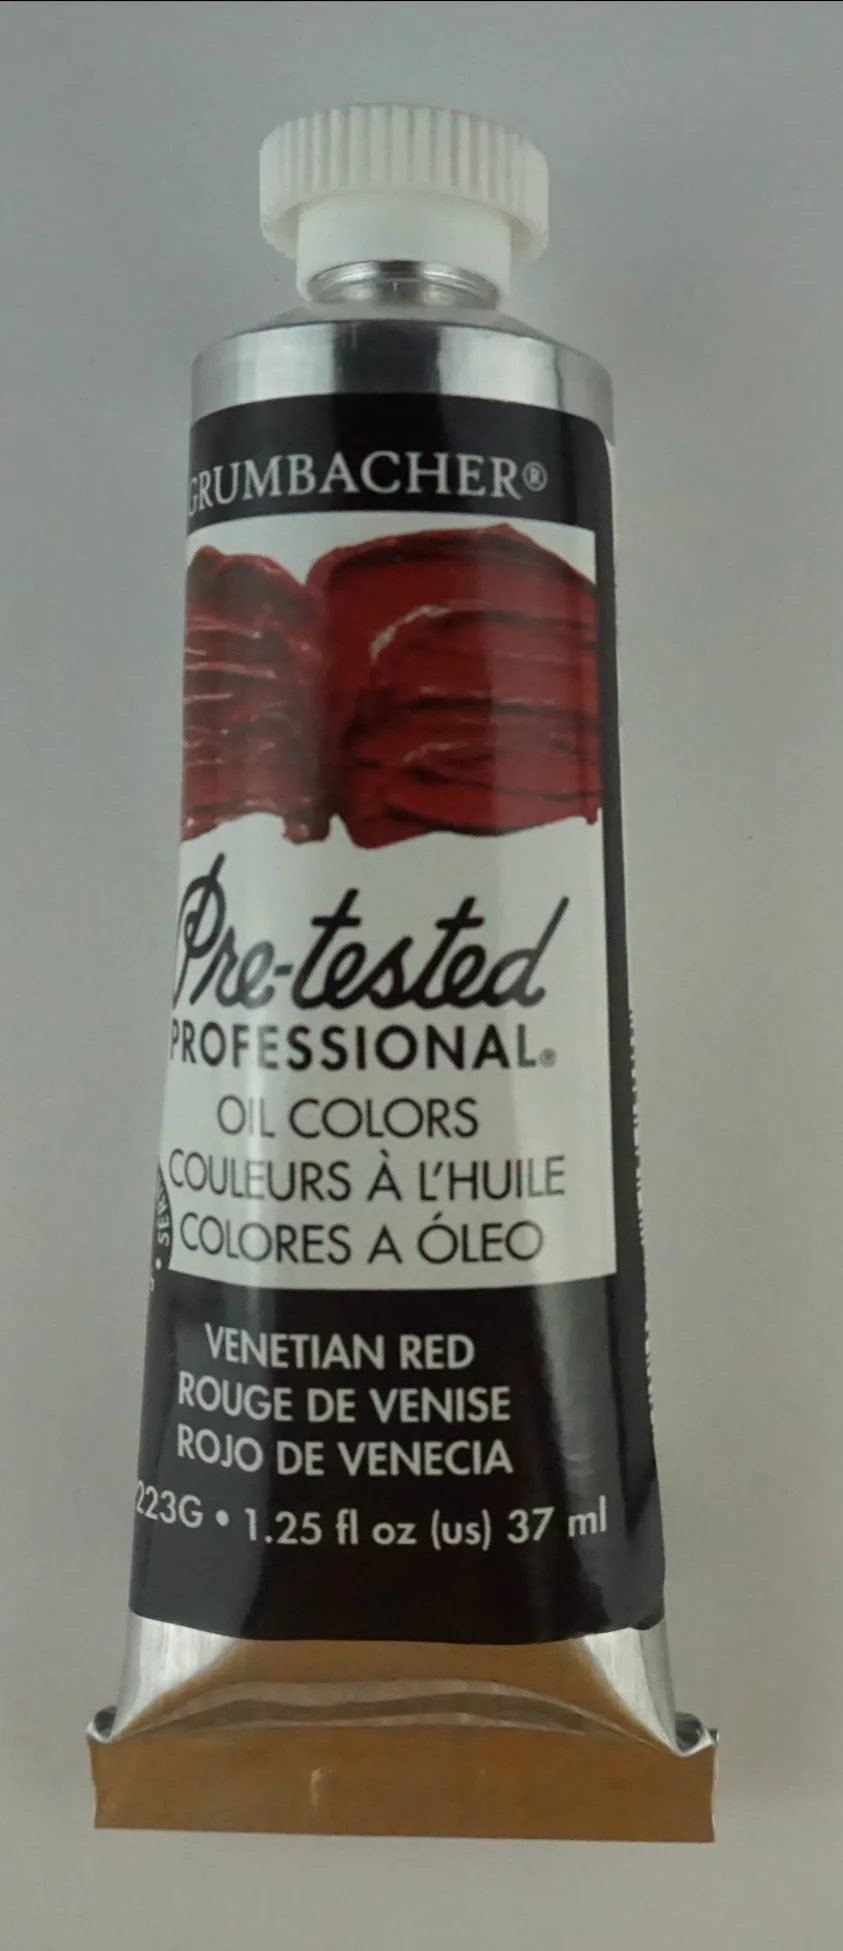 GRUMBACHER®
Pre-tested
PROFESSIONAL®
OIL COLORS
COULEURS À L'HUILE
COLORES A ÓLEO
VENETIAN RED
ROUGE DE VENISE
ROJO DE VENECIA
223G • 1.25 fl oz (us) 37 ml